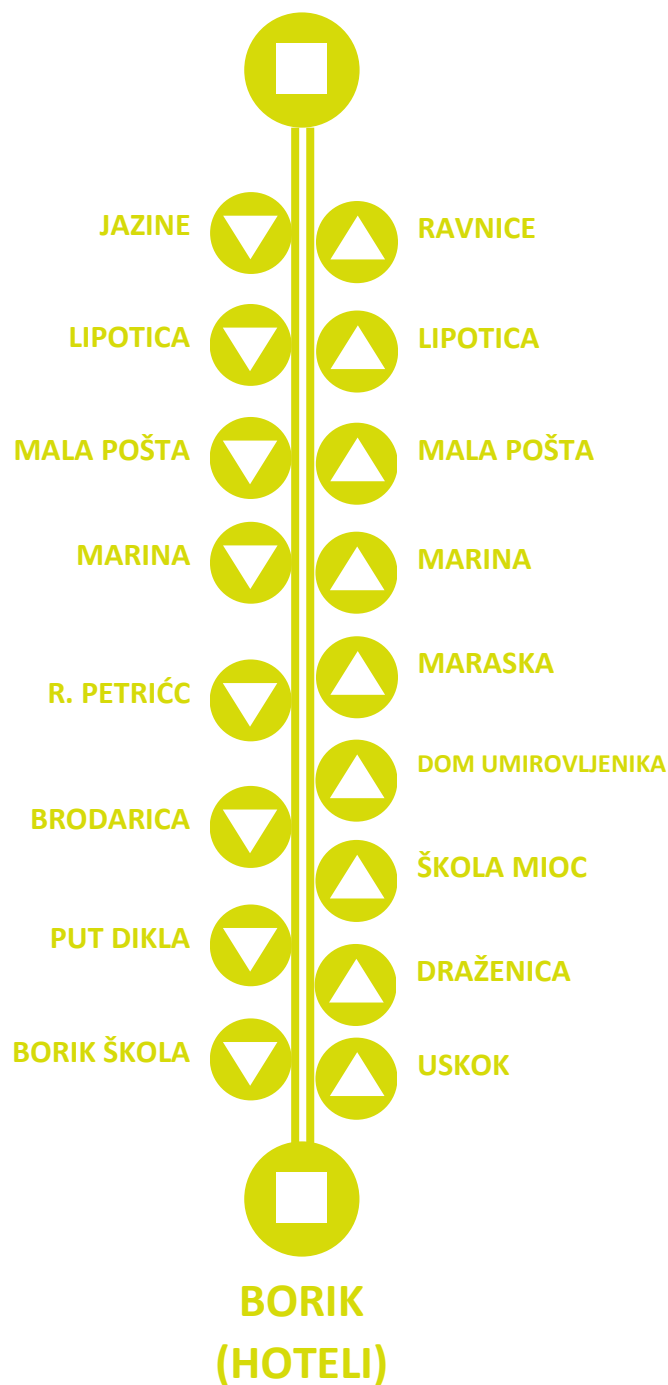 JAZINE
RAVNICE
LIPOTICA
LIPOTICA
MALA POŠTA
MALA POŠTA
MARINA
MARINA
MARASKA
R. PETRIĆC
DOM UMIROVLJENIKA
BRODARICA
ŠKOLA MIOC
PUT DIKLA
DRAŽENICA
BORIK ŠKOLA
USKOK
BORIK
(HOTELI)